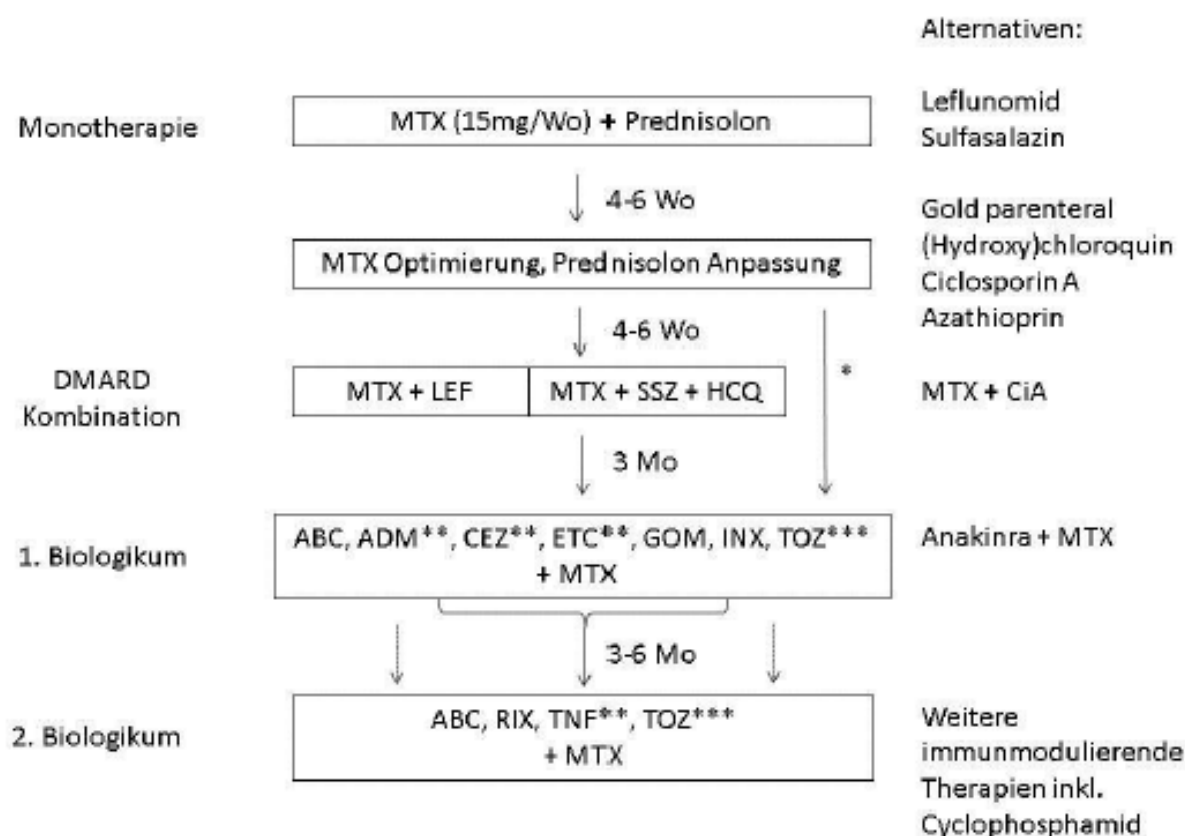 Alternativen:
Monotherapie
MTX (15mg/Wo) + Prednisolon
Leflunomid
Sulfasalazin
4-6 Wo
Gold parenteral
(Hydroxy)chloroquin
Ciclosporin A
Azathioprin
MTX Optimierung, Prednisolon Anpassung
4-6 Wo
*
DMARD
Kombination
MTX + LEF
MTX + SSZ + HCQ
MTX + CiA
3 Mo
1. Biologikum
ABC, ADM**, CEZ**, ETC**, GOM, INX, TOZ***
+ MTX
Anakinra + MTX
3-6 Mo
2. Biologikum
ABC, RIX, TNF**, TOZ***
+ MTX
Weitere
immunmodulierende
Therapien inkl.
Cyclophosphamid